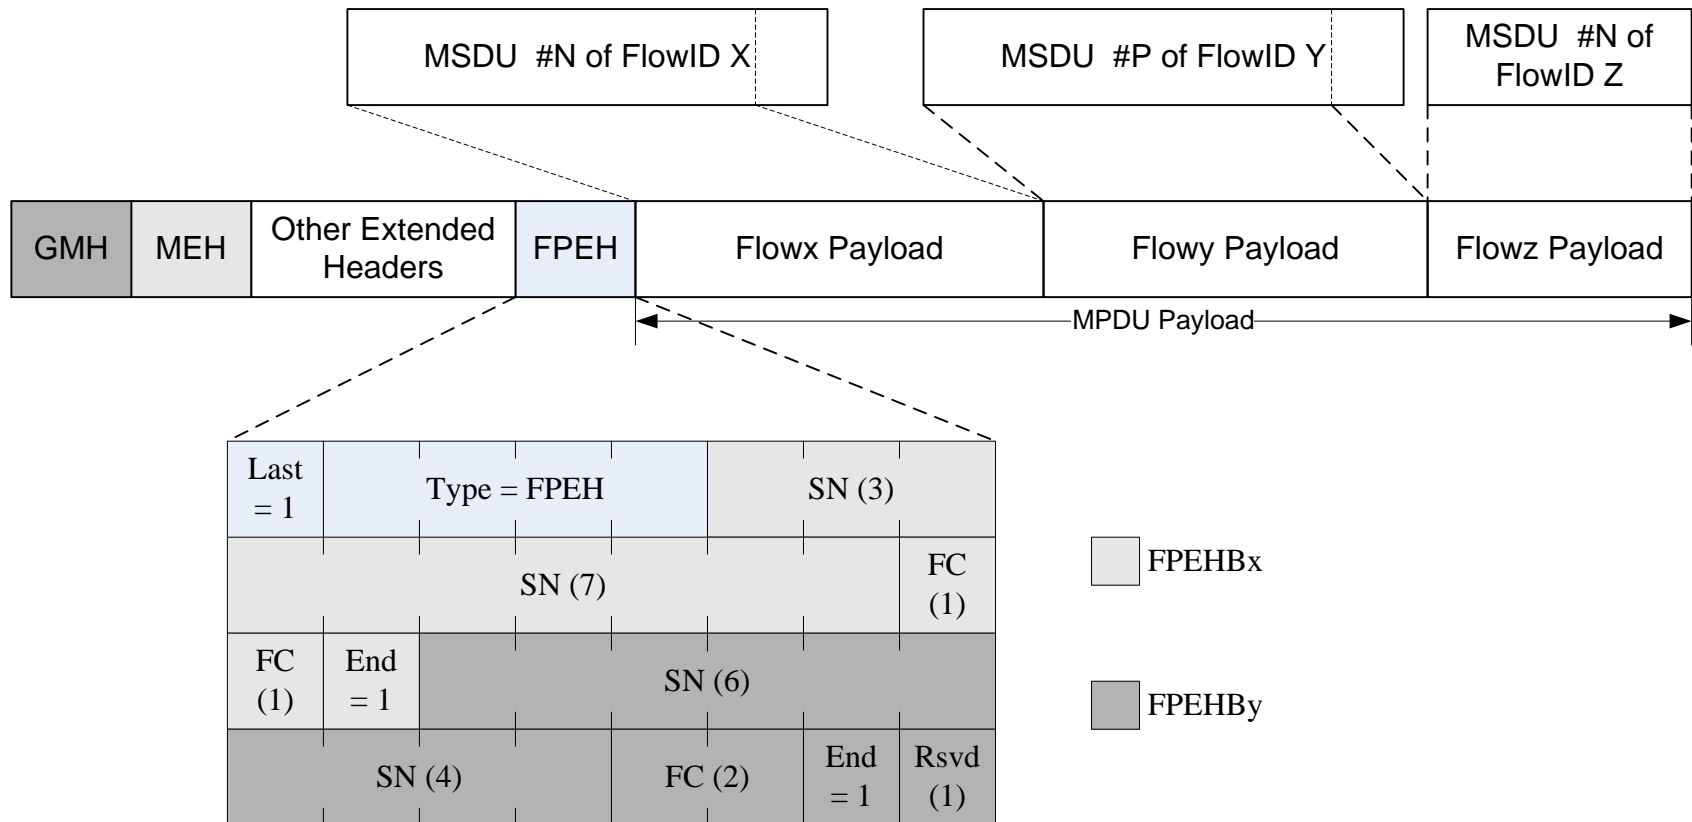 MSDU #N of FlowID X
MSDU #P of FlowID Y
MSDU #N of
FlowID Z
GMH
MEH
Other Extended
Headers
FPEH
Flowx Payload
Flowy Payload
Flowz Payload
MPDU Payload
Last
= 1
Type = FPEH
SN (3)
SN (7)
FC
(1)
FC
(1)
End
= 1
SN (6)
SN (4)
FC (2)
End
= 1
Rsvd
(1)
FPEHBx
FPEHBy